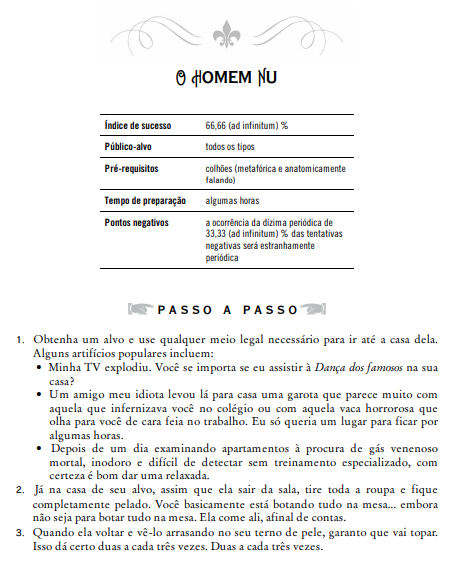 O HOMEM NU
Índice de sucesso 66,66 (ad infinitum) %
Público-alvo todos os tipos
Pré-requisitos colhões (metafórica e anatomicamente
falando)
Tempo de preparação algumas horas
Pontos negativos a ocorrência da dízima periódica de
33,33 (ad infinitum) % das tentativas
negativas será estranhamente
periódica
PASSO A PASSO
1. Obtenha um alvo e use qualquer meio legal necessário para ir até a casa dela.
Alguns artifícios populares incluem:
• Minha TV explodiu. Você se importa se eu assistir à Dança dos famosos na sua
casa?
• Um amigo meu idiota levou lá para casa uma garota que parece muito com
aquela que infernizava você no colégio ou com aquela vaca horrorosa que
olha para você de cara feia no trabalho. Eu só queria um lugar para ficar por
algumas horas.
• Depois de um dia examinando apartamentos à procura de gás venenoso
mortal, inodoro e difícil de detectar sem treinamento especializado, com
certeza é bom dar uma relaxada.
2. Já na casa de seu alvo, assim que ela sair da sala, tire toda a roupa e fique
completamente pelado. Você basicamente está botando tudo na mesa... embora
não seja para botar tudo na mesa. Ela come ali, afinal de contas.
3. Quando ela voltar e vê-lo arrasando no seu terno de pele, garanto que vai topar.
Isso dá certo duas a cada três vezes. Duas a cada três vezes.